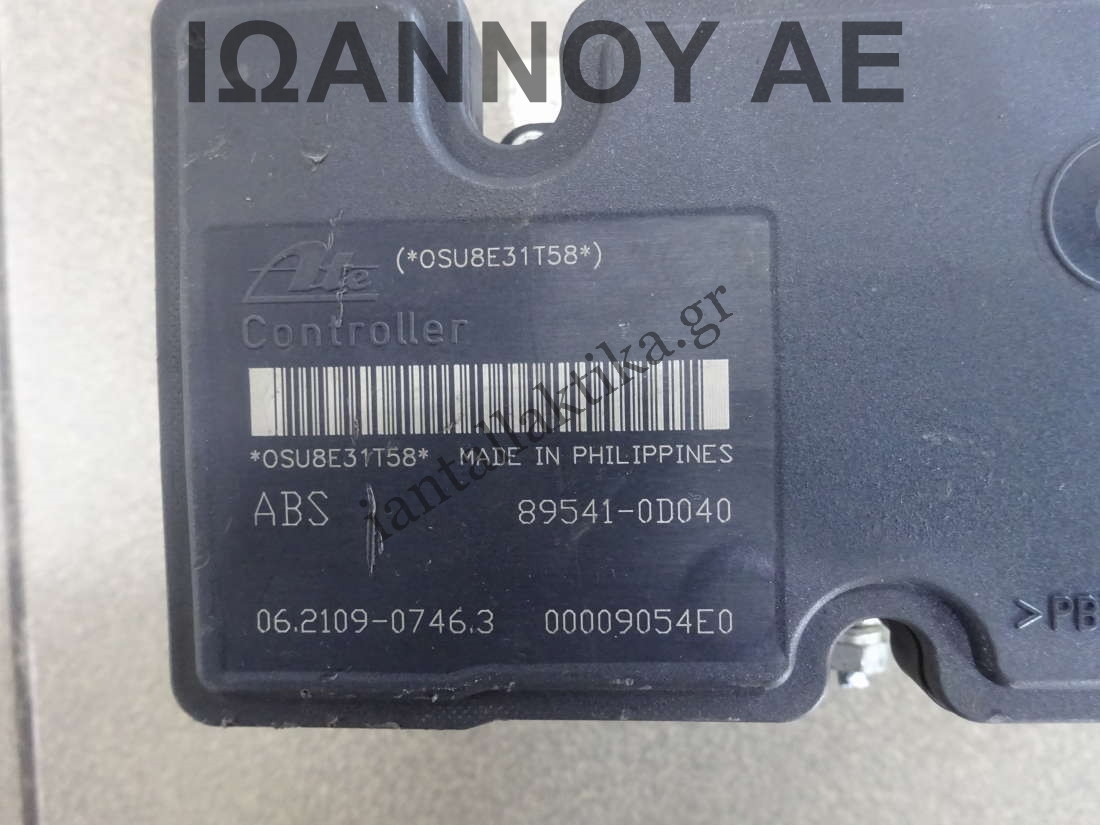 ΙΩΑΝΝΟΥ ΑΕ
Ate (*OSU8E31T58*)
Controller
iantallaktika.gr
*OSU8E31T58* MADE IN PHILIPPINES
ABS 89541-0D040
06.2109-0746.3 00009054E0
>PB